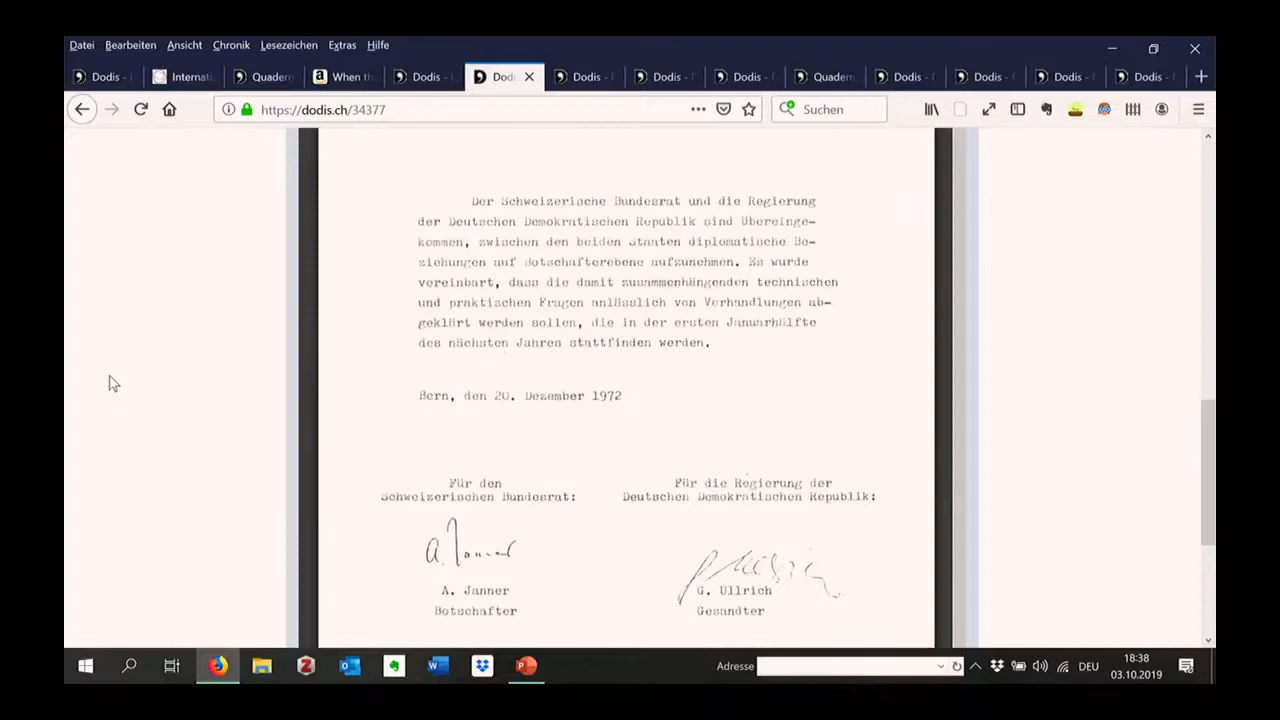 Datei Bearbeiten Ansicht Chronik Lesezeichen Extras Hilfe
Dodis - Internati Quadern When th Dodis - Dodis Dodis - Dodis - Dodis - Quadern Dodis - Dodis - Dodis - Dodis -
https://dodis.ch/34377 Suchen
Der Schweizerische Bundesrat und die Regierung
der Deutschen Demokratischen Republik sind übereinge-
kommen, zwischen den beiden Staaten diplomatische Be-
ziehungen auf Botschafterebene aufzunehmen. Es wurde
vereinbart, dass die damit zusammenhängenden technischen
und praktischen Fragen anlässlich von Verhandlungen ab-
geklärt werden sollen, die in der ersten Januarhälfte
des nächsten Jahres stattfinden werden.
Bern, den 20. Dezember 1972
Für den
Schweizerischen Bundesrat:
A. Janner
A. Janner
Botschafter
Für die Regierung der
Deutschen Demokratischen Republik:
G. Ullrich
Gesandter
Adresse DEU 18:38
03.10.2019